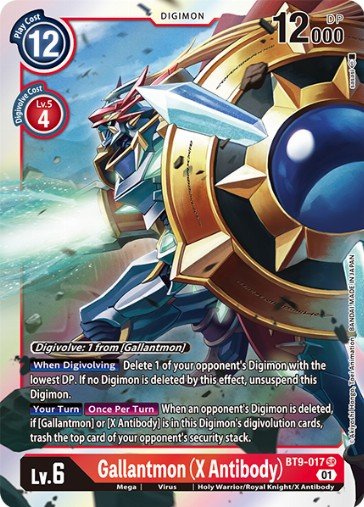 Play Cost
12
DIGIMON
12000 DP
Digivolve Cost
Lv.5
4
[Digivolve: 1 from [Gallantmon]]
[When Digivolving] Delete 1 of your opponent's Digimon with the
lowest DP. If no Digimon is deleted by this effect, unsuspend this
Digimon.
[Your Turn] [Once Per Turn] When an opponent's Digimon is deleted,
if [Gallantmon] or [X Antibody] is in this Digimon's digivolution cards,
trash the top card of your opponent's security stack.
BT9-017 SR
Lv.6
Gallantmon (X Antibody)
01
Mega | Virus | Holy Warrior/Royal Knight/X Antibody